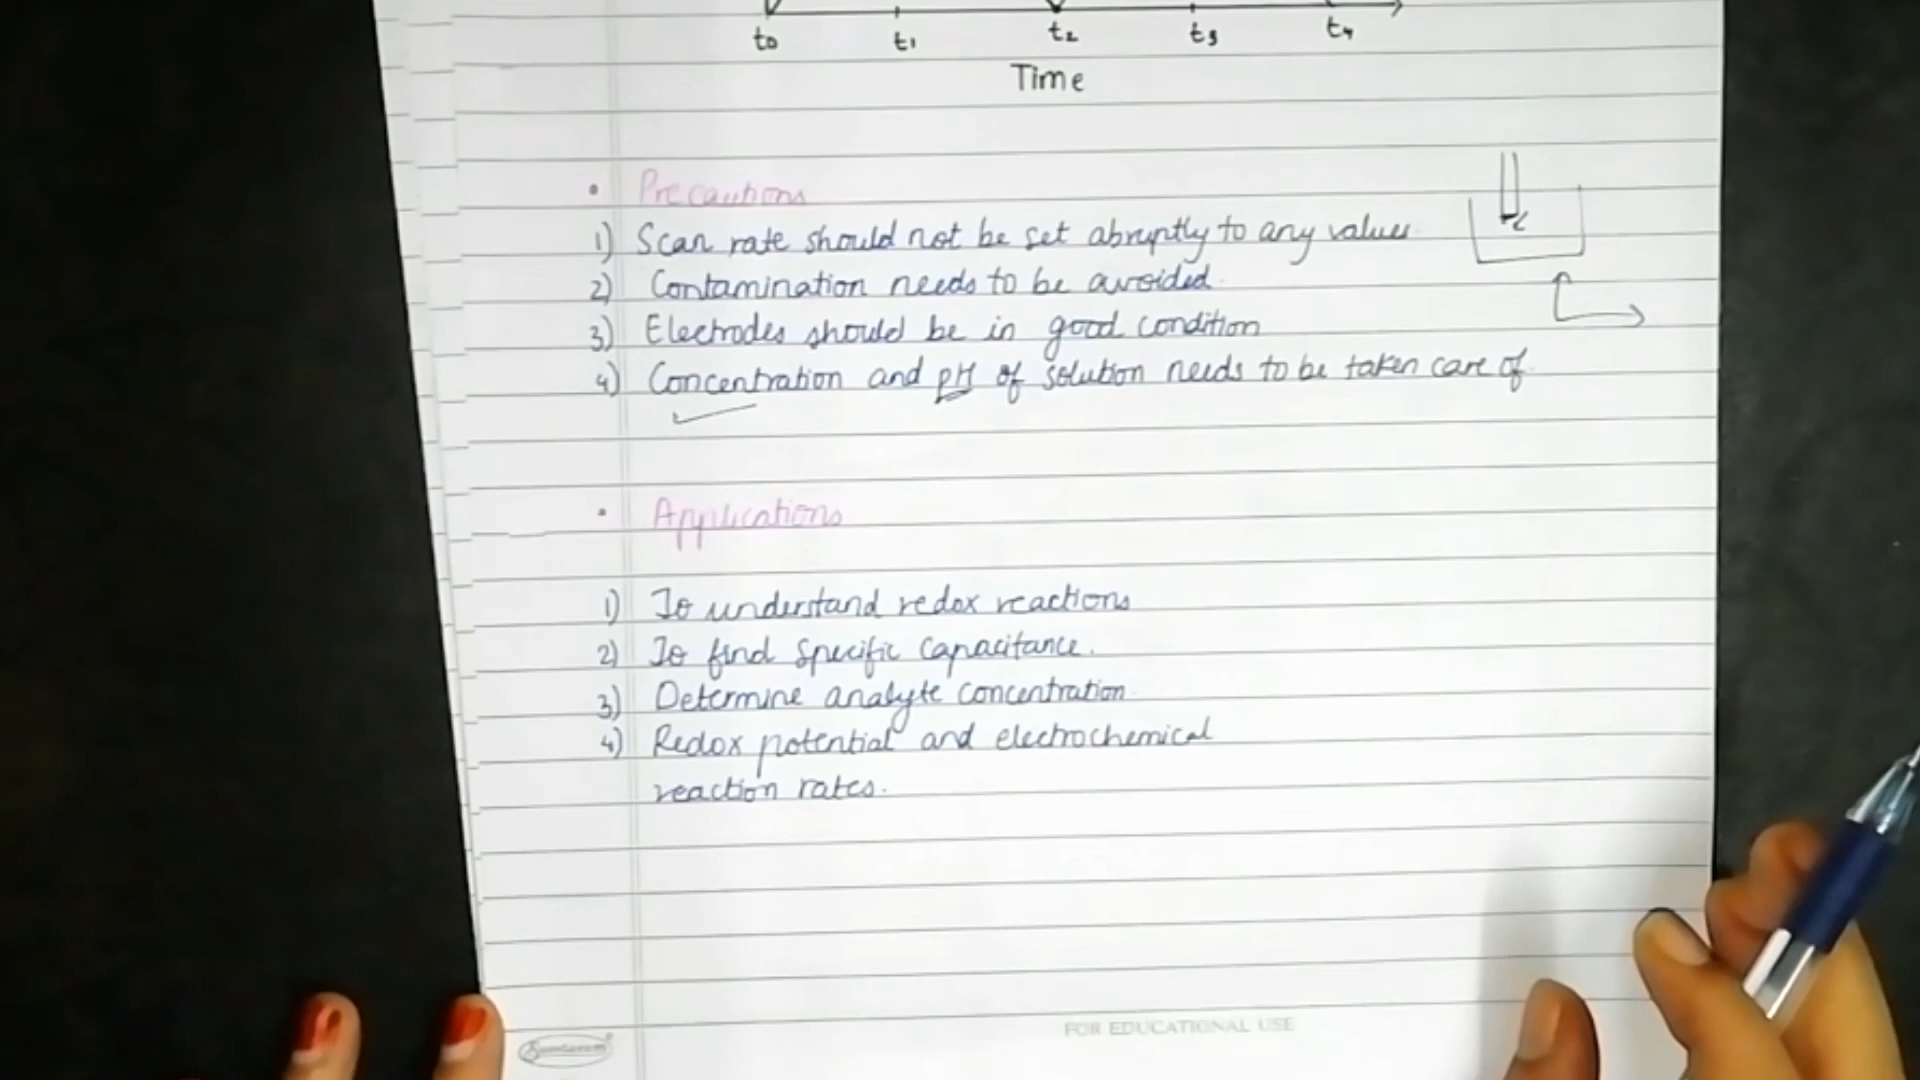 t0 t1 t2 t3 t4
Time
• Precautions
1) Scan rate should not be set abruptly to any values
2) Contamination needs to be avoided.
3) Electrodes should be in good condition
4) Concentration and pH of solution needs to be taken care of.
• Applications
1) To understand redox reactions
2) To find specific capacitance.
3) Determine analyte concentration
4) Redox potential and electrochemical
reaction rates.
Sundaram
FOR EDUCATIONAL USE